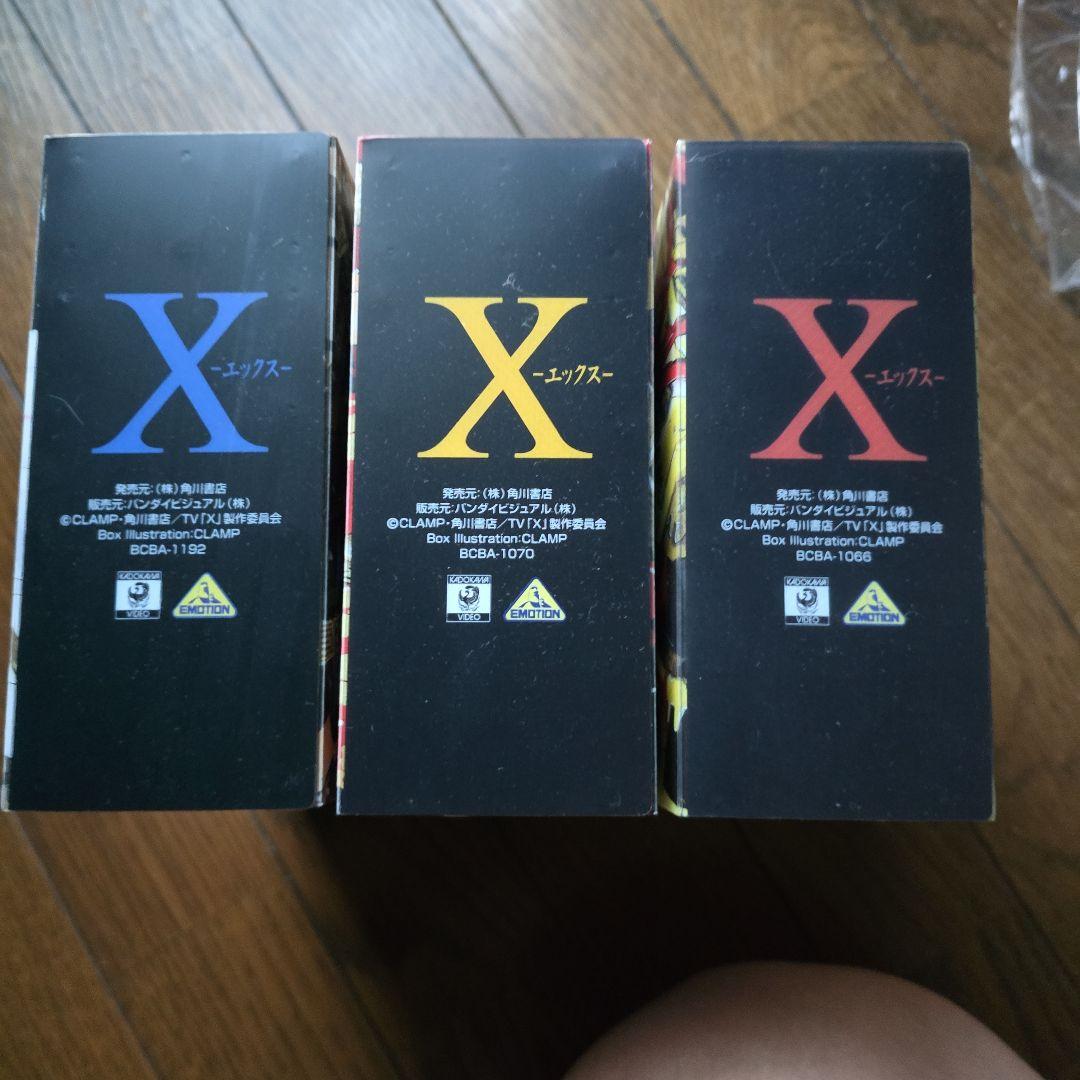 X
-エックス-
発売元:(株)角川書店
販売元:バンダイビジュアル(株)
©CLAMP・角川書店/TV「X」製作委員会
Box Illustration:CLAMP
BCBA-1192
KADOKAWA
VIDEO
EMOTION
X
-エックス-
発売元:(株)角川書店
販売元:バンダイビジュアル(株)
©CLAMP・角川書店/TV「X」製作委員会
Box Illustration:CLAMP
BCBA-1070
KADOKAWA
VIDEO
EMOTION
X
-エックス-
発売元:(株)角川書店
販売元:バンダイビジュアル(株)
©CLAMP・角川書店/TV「X」製作委員会
Box Illustration:CLAMP
BCBA-1066
KADOKAWA
VIDEO
EMOTION